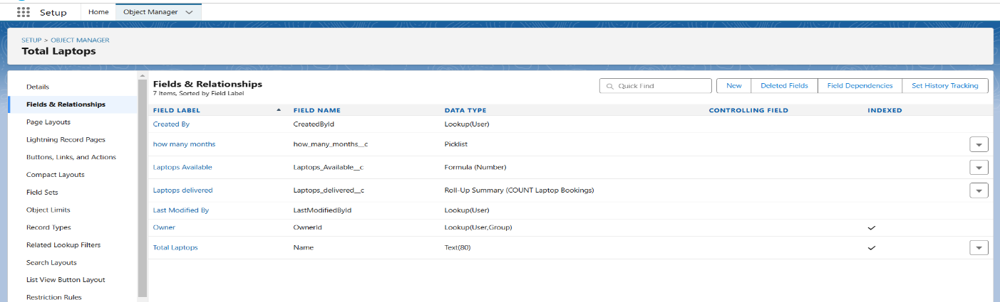 Setup Home Object Manager
SETUP > OBJECT MANAGER
Total Laptops
Details
Fields & Relationships
Page Layouts
Lightning Record Pages
Buttons, Links, and Actions
Compact Layouts
Field Sets
Object Limits
Record Types
Related Lookup Filters
Search Layouts
List View Button Layout
Restriction Rules
Fields & Relationships
7 Items, Sorted by Field Label
Quick Find New Deleted Fields Field Dependencies Set History Tracking
FIELD LABEL FIELD NAME DATA TYPE CONTROLLING FIELD INDEXED
Created By CreatedById Lookup(User)
how many months how_many_months__c Picklist
Laptops Available Laptops_Available__c Formula (Number)
Laptops delivered Laptops_delivered__c Roll-Up Summary (COUNT Laptop Bookings)
Last Modified By LastModifiedById Lookup(User)
Owner OwnerId Lookup(User,Group)
Total Laptops Name Text(80)